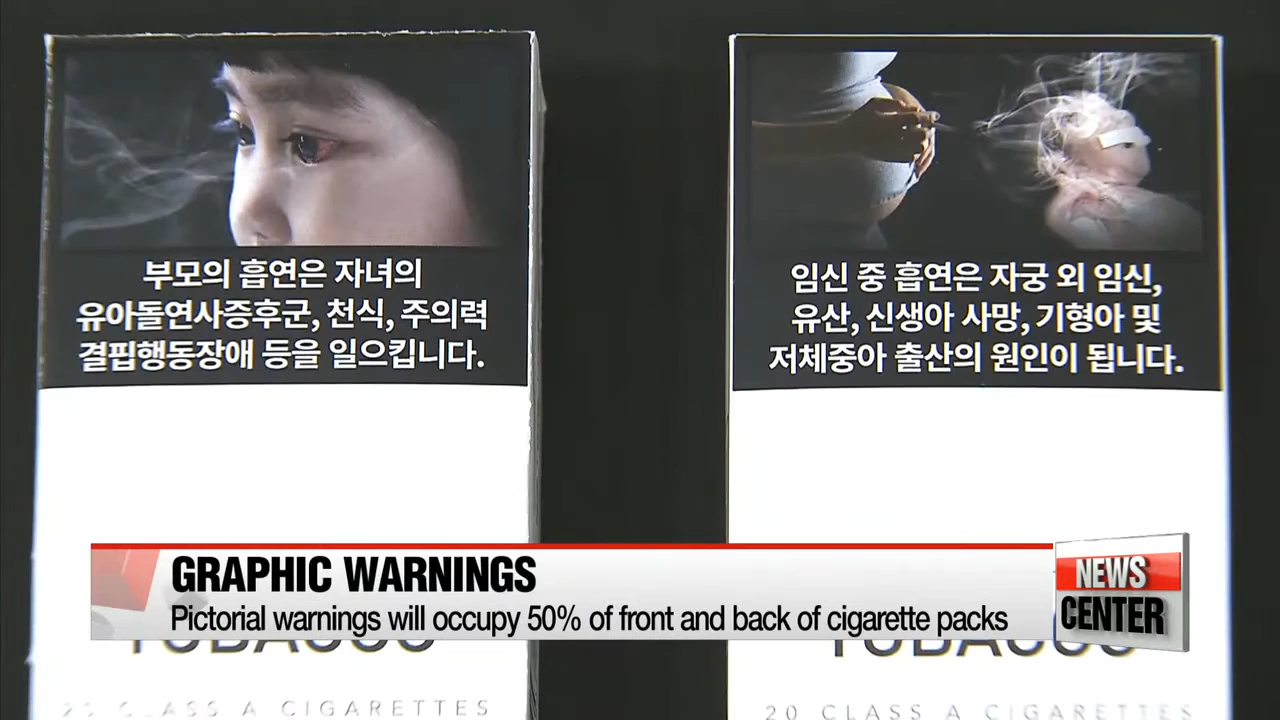 부모의 흡연은 자녀의
유아돌연사증후군, 천식, 주의력
결핍행동장애 등을 일으킵니다.
임신 중 흡연은 자궁 외 임신,
유산, 신생아 사망, 기형아 및
저체중아 출산의 원인이 됩니다.
GRAPHIC WARNINGS
Pictorial warnings will occupy 50% of front and back of cigarette packs
NEWS
CENTER
TOBACCO
TOBACCO
20 CLASS A CIGARETTES
20 CLASS A CIGARETTES